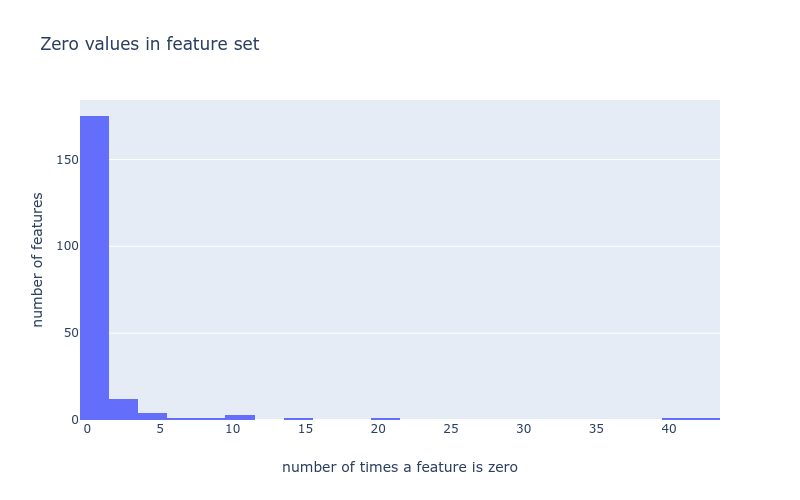 Zero values in feature set
number of features
150
100
50
0
0 5 10 15 20 25 30 35 40
number of times a feature is zero